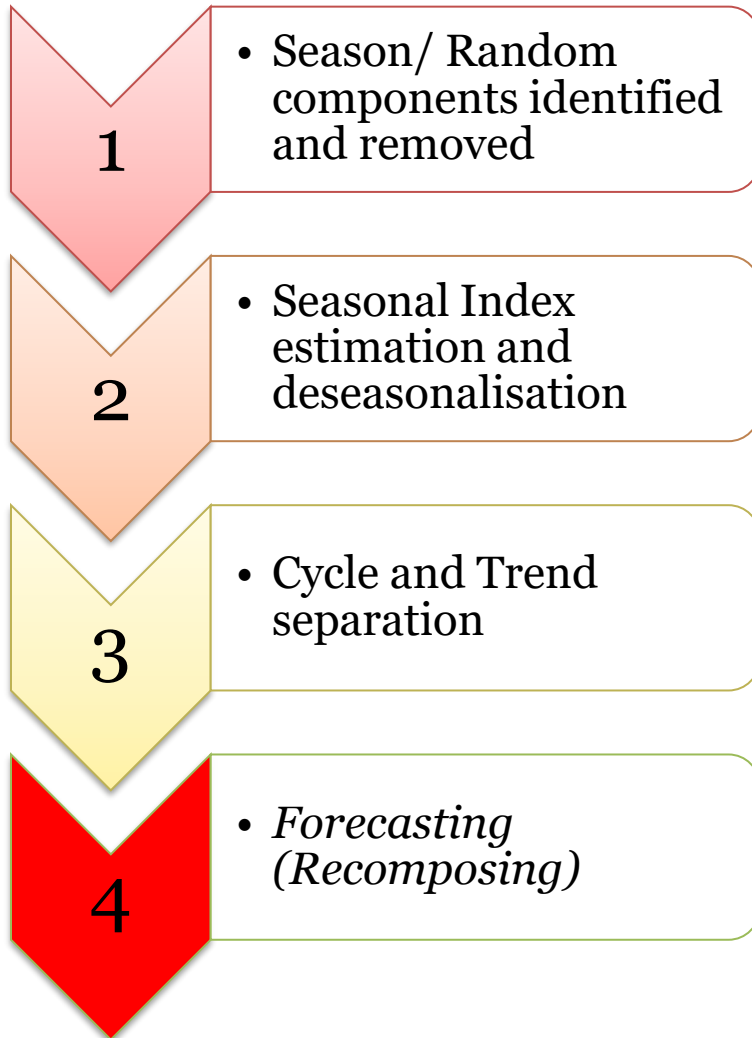 1
• Season/ Random
components identified
and removed
2
• Seasonal Index
estimation and
deseasonalisation
3
• Cycle and Trend
separation
4
• Forecasting
(Recomposing)